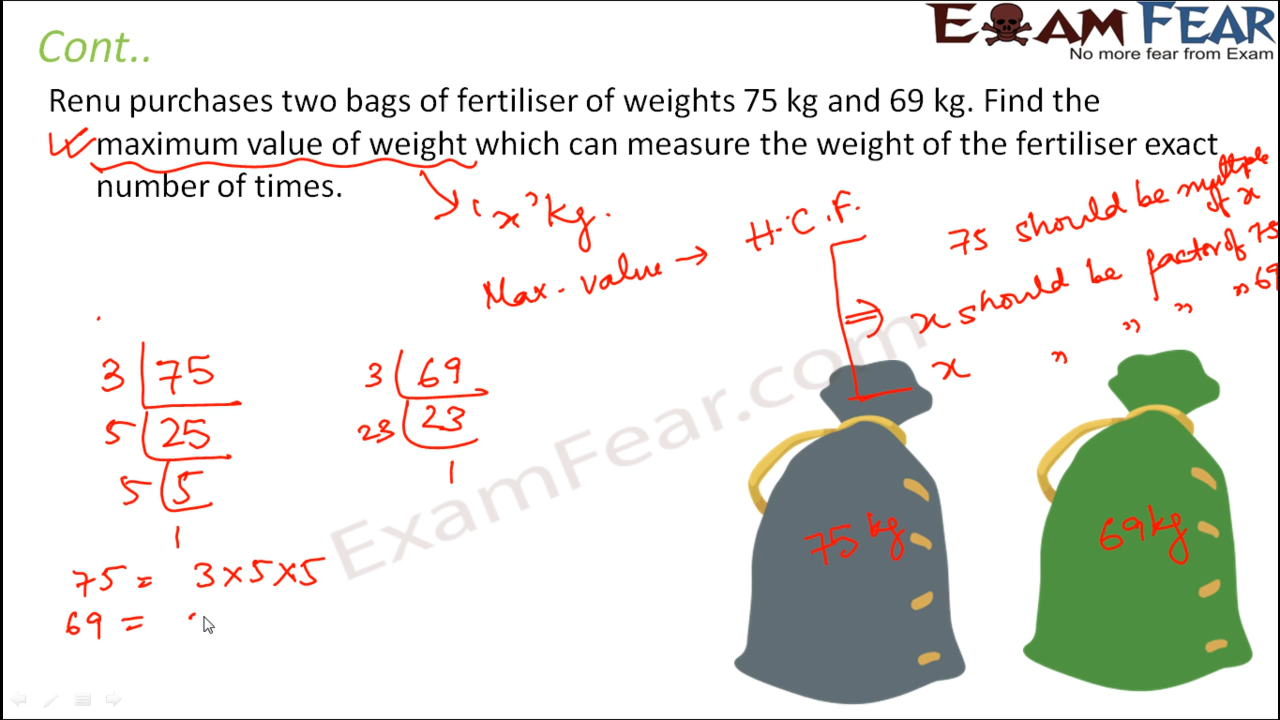 Cont..
EXAM FEAR
No more fear from Exam
Renu purchases two bags of fertiliser of weights 75 kg and 69 kg. Find the
maximum value of weight which can measure the weight of the fertiliser exact
number of times.
'x' kg.
Max. value → H.C.F.
75 should be multiple
of x
⇒ x should be factor of 75
x " " " " 69
3 75
5 25
5 5
1
3 69
23 23
1
75 = 3 × 5 × 5
69 =
75 kg
69 kg
ExamFear.com